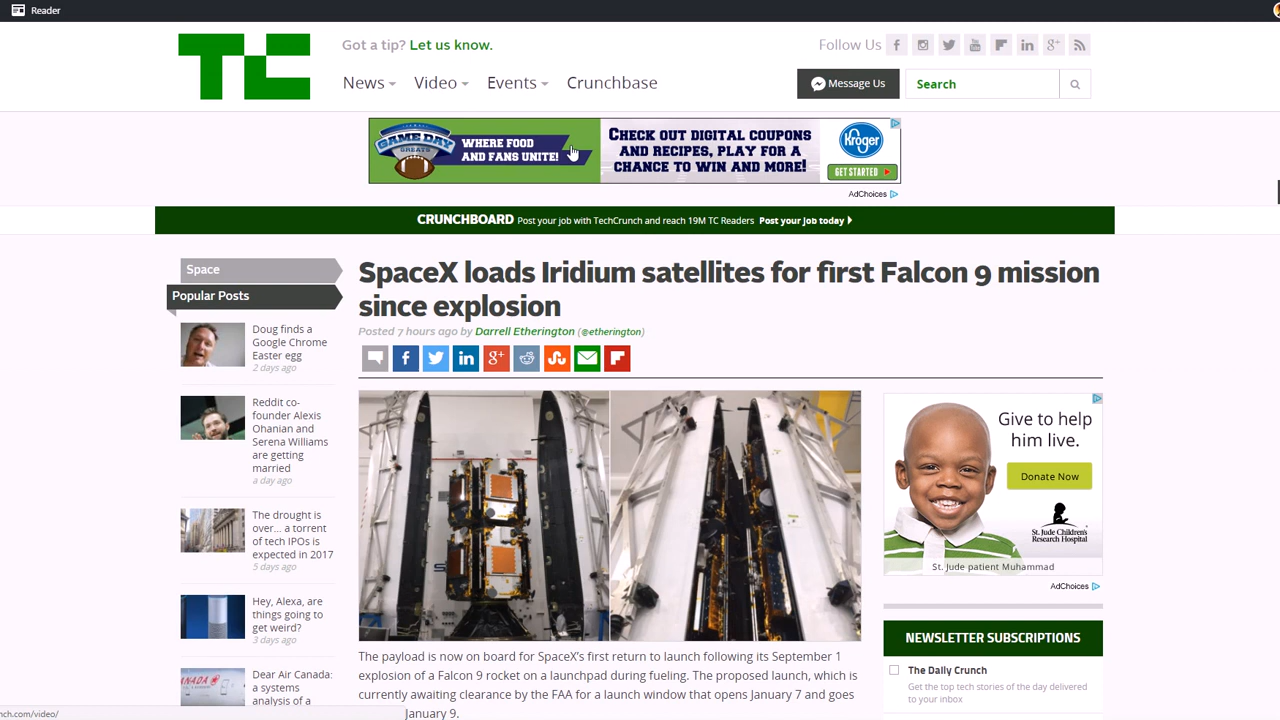 Reader
TC
Got a tip? Let us know.
Follow Us
News
Video
Events
Crunchbase
Message Us
Search
GAME DAY GREATS
WHERE FOOD
AND FANS UNITE!
CHECK OUT DIGITAL COUPONS
AND RECIPES, PLAY FOR A
CHANCE TO WIN AND MORE!
Kroger
GET STARTED
AdChoices
CRUNCHBOARD Post your job with TechCrunch and reach 19M TC Readers Post your job today
Space
Popular Posts
Doug finds a
Google Chrome
Easter egg
2 days ago
Reddit co-
founder Alexis
Ohanian and
Serena Williams
are getting
married
a day ago
The drought is
over... a torrent
of tech IPOs is
expected in 2017
5 days ago
Hey, Alexa, are
things going to
get weird?
3 days ago
Dear Air Canada:
a systems
analysis of a
nch.com/video/
SpaceX loads Iridium satellites for first Falcon 9 mission
since explosion
Posted 7 hours ago by Darrell Etherington (@etherington)
The payload is now on board for SpaceX's first return to launch following its September 1
explosion of a Falcon 9 rocket on a launchpad during fueling. The proposed launch, which is
currently awaiting clearance by the FAA for a launch window that opens January 7 and goes
January 9.
Give to help
him live.
Donate Now
St. Jude Children's
Research Hospital
St. Jude patient Muhammad
AdChoices
NEWSLETTER SUBSCRIPTIONS
The Daily Crunch
Get the top tech stories of the day delivered
to your inbox